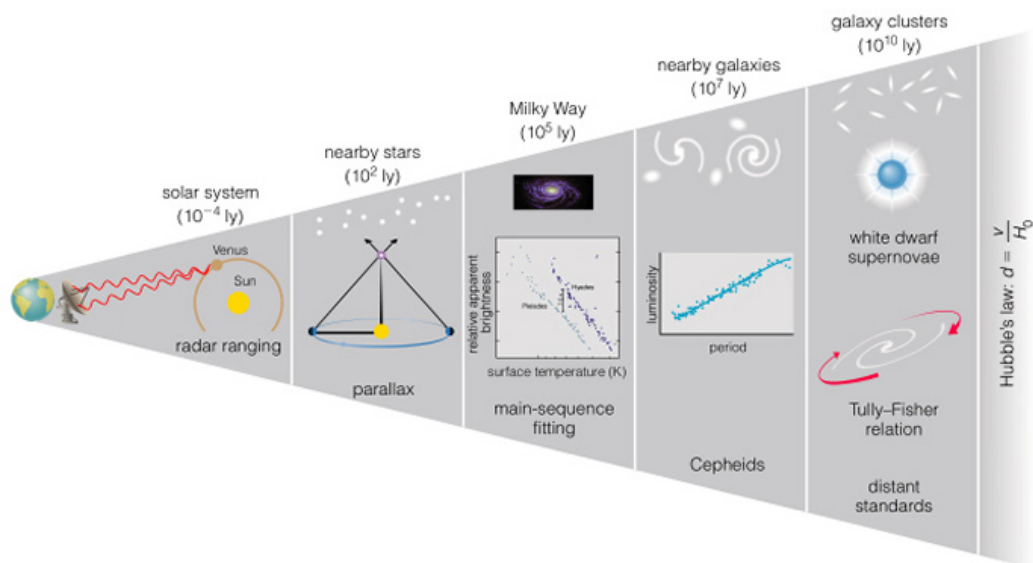 solar system
(10⁻⁴ ly)
Venus
Sun
radar ranging
nearby stars
(10² ly)
parallax
Milky Way
(10⁵ ly)
relative apparent
brightness
Pleiades
Hyades
surface temperature (K)
main-sequence
fitting
nearby galaxies
(10⁷ ly)
luminosity
period
Cepheids
galaxy clusters
(10¹⁰ ly)
white dwarf
supernovae
Tully–Fisher
relation
distant
standards
Hubble's law: d = v/H₀